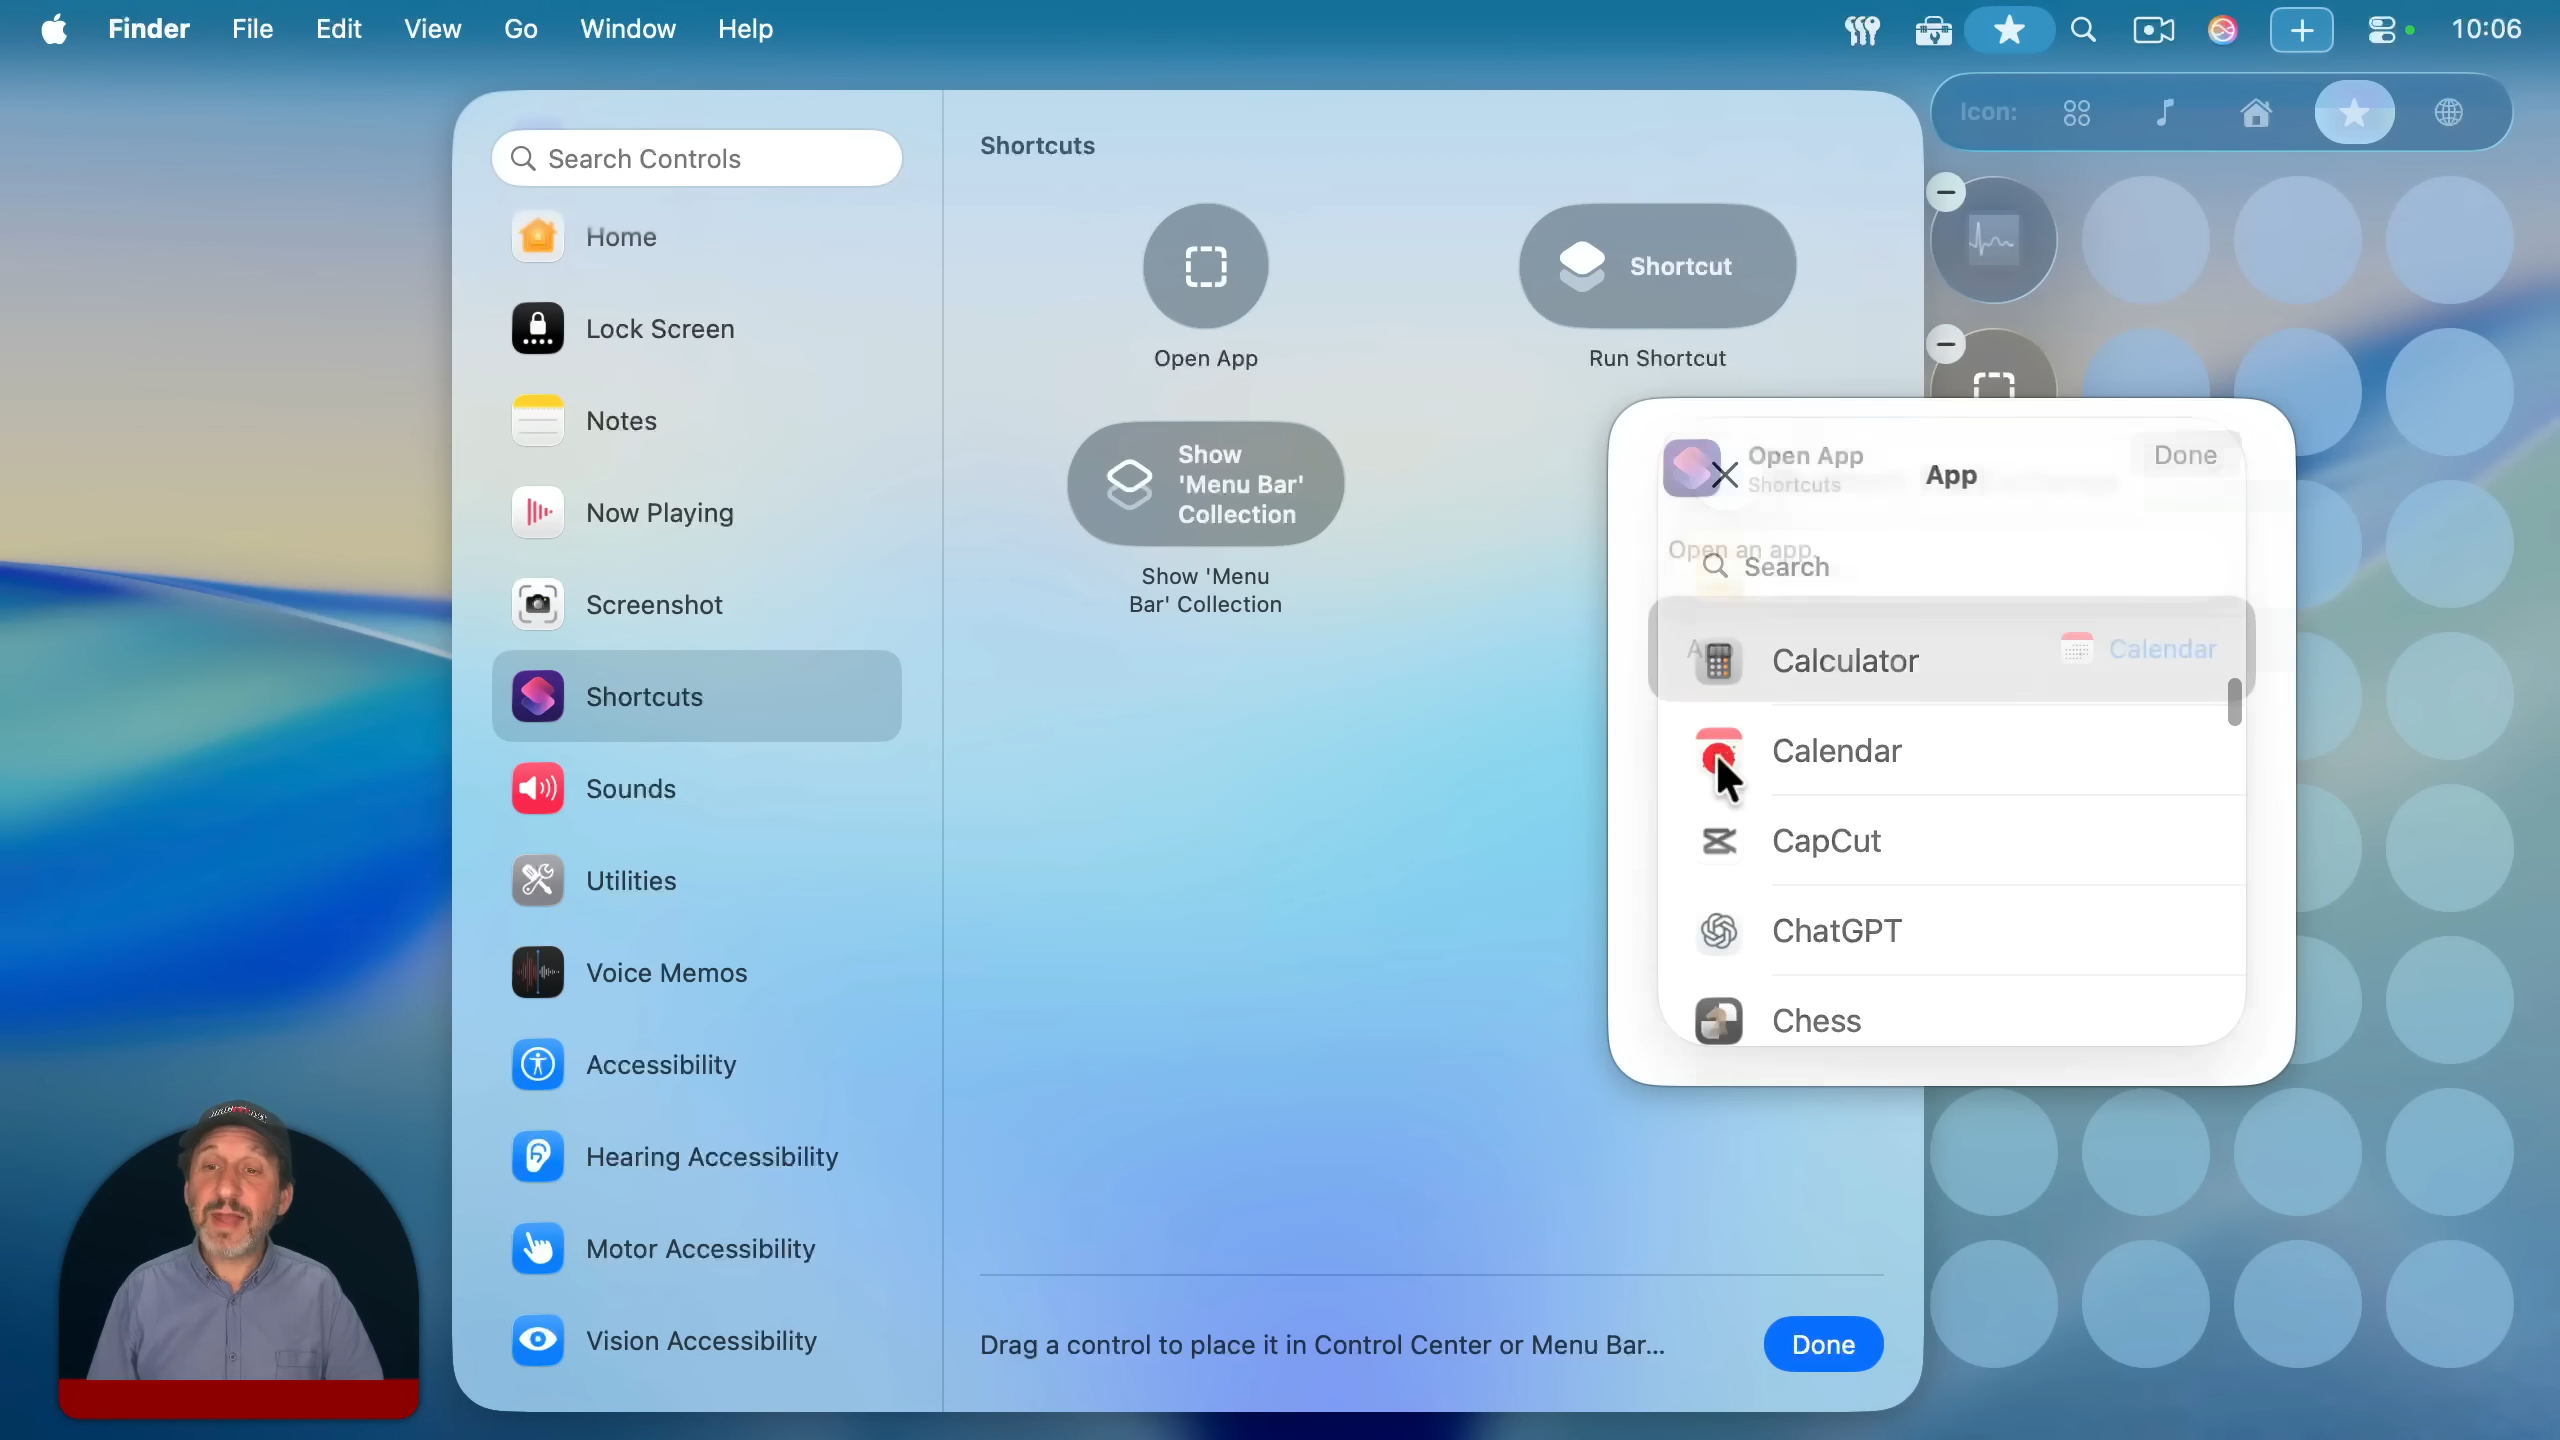 Finder File Edit View Go Window Help 10:06
Icon:
Search Controls
Home
Lock Screen
Notes
Now Playing
Screenshot
Shortcuts
Sounds
Utilities
Voice Memos
Accessibility
Hearing Accessibility
Motor Accessibility
Vision Accessibility
Shortcuts
Open App
Shortcut
Run Shortcut
Show
'Menu Bar'
Collection
Show 'Menu
Bar' Collection
Open App
Shortcuts
App
Done
Open an app.
Search
Calculator
Calendar
Calendar
CapCut
ChatGPT
Chess
Drag a control to place it in Control Center or Menu Bar...
Done